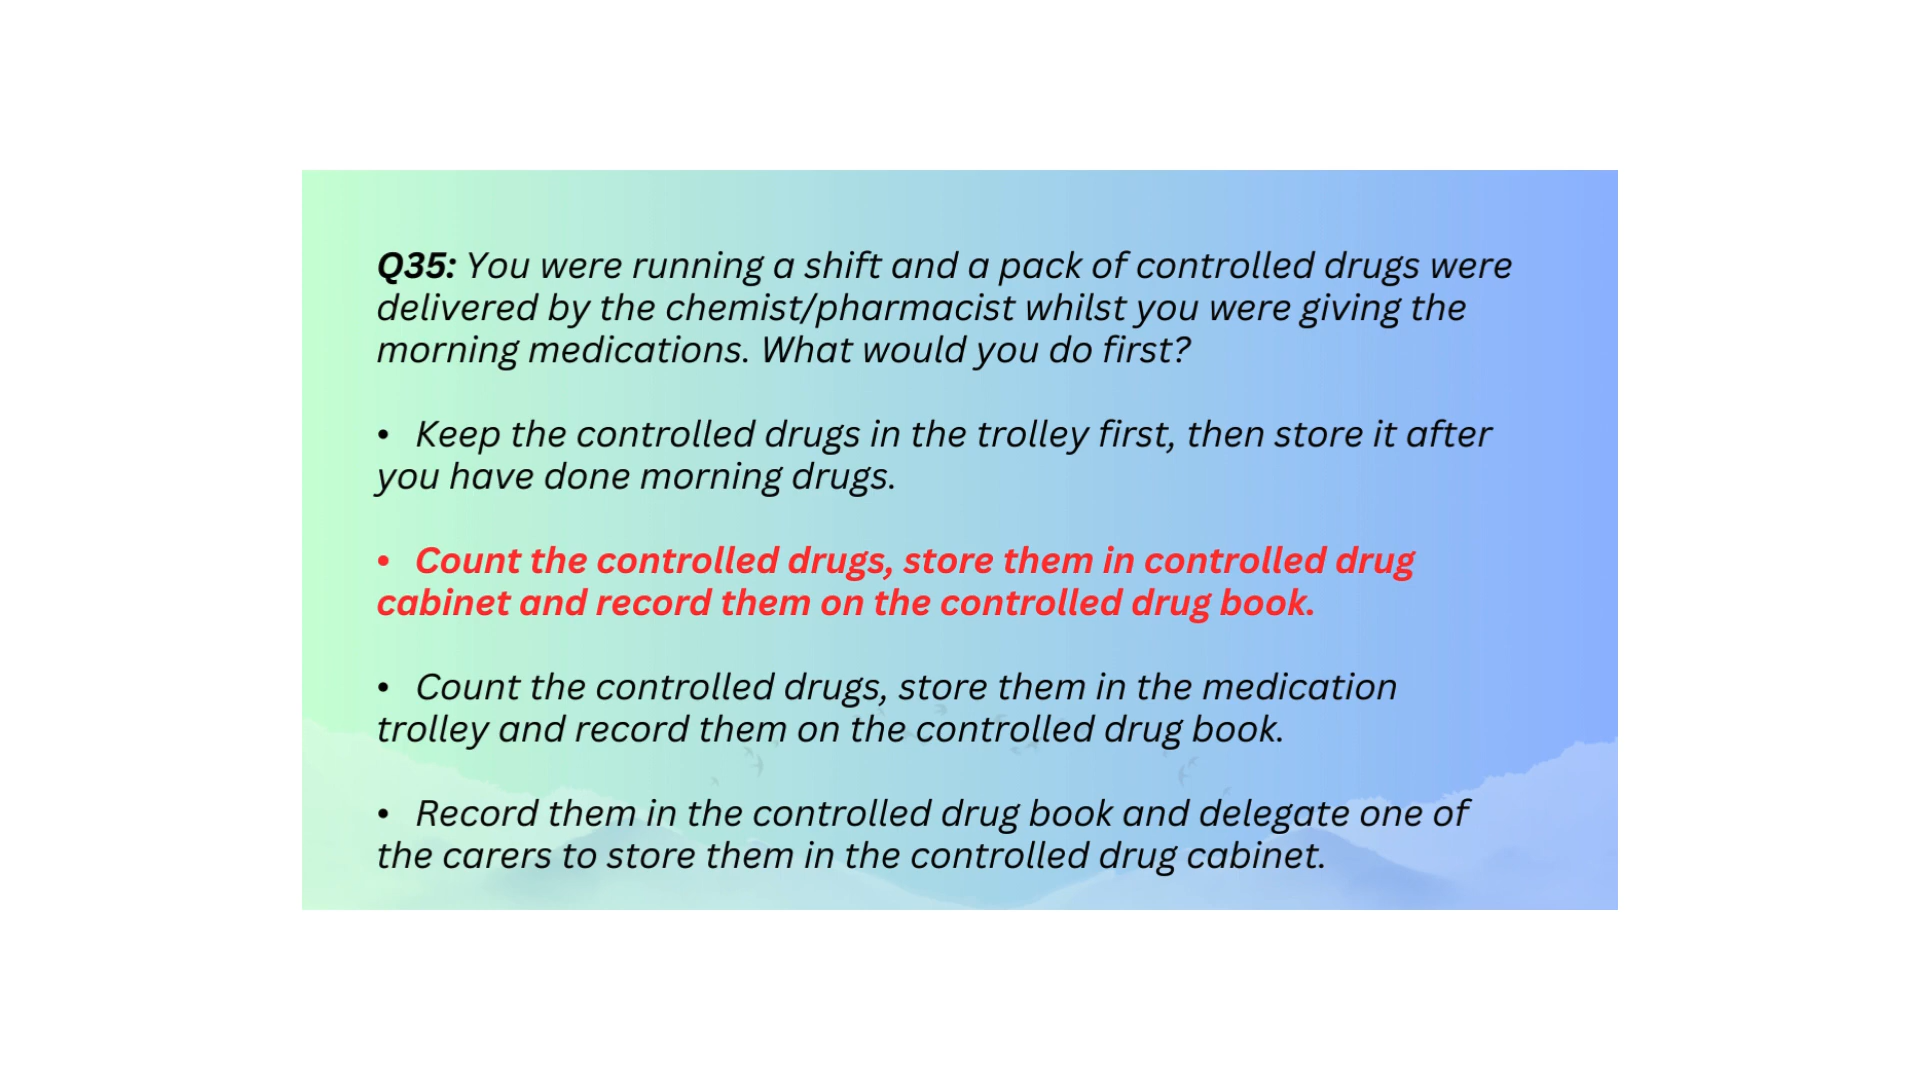 Q35: You were running a shift and a pack of controlled drugs were
delivered by the chemist/pharmacist whilst you were giving the
morning medications. What would you do first?
• Keep the controlled drugs in the trolley first, then store it after
you have done morning drugs.
• Count the controlled drugs, store them in controlled drug
cabinet and record them on the controlled drug book.
• Count the controlled drugs, store them in the medication
trolley and record them on the controlled drug book.
• Record them in the controlled drug book and delegate one of
the carers to store them in the controlled drug cabinet.